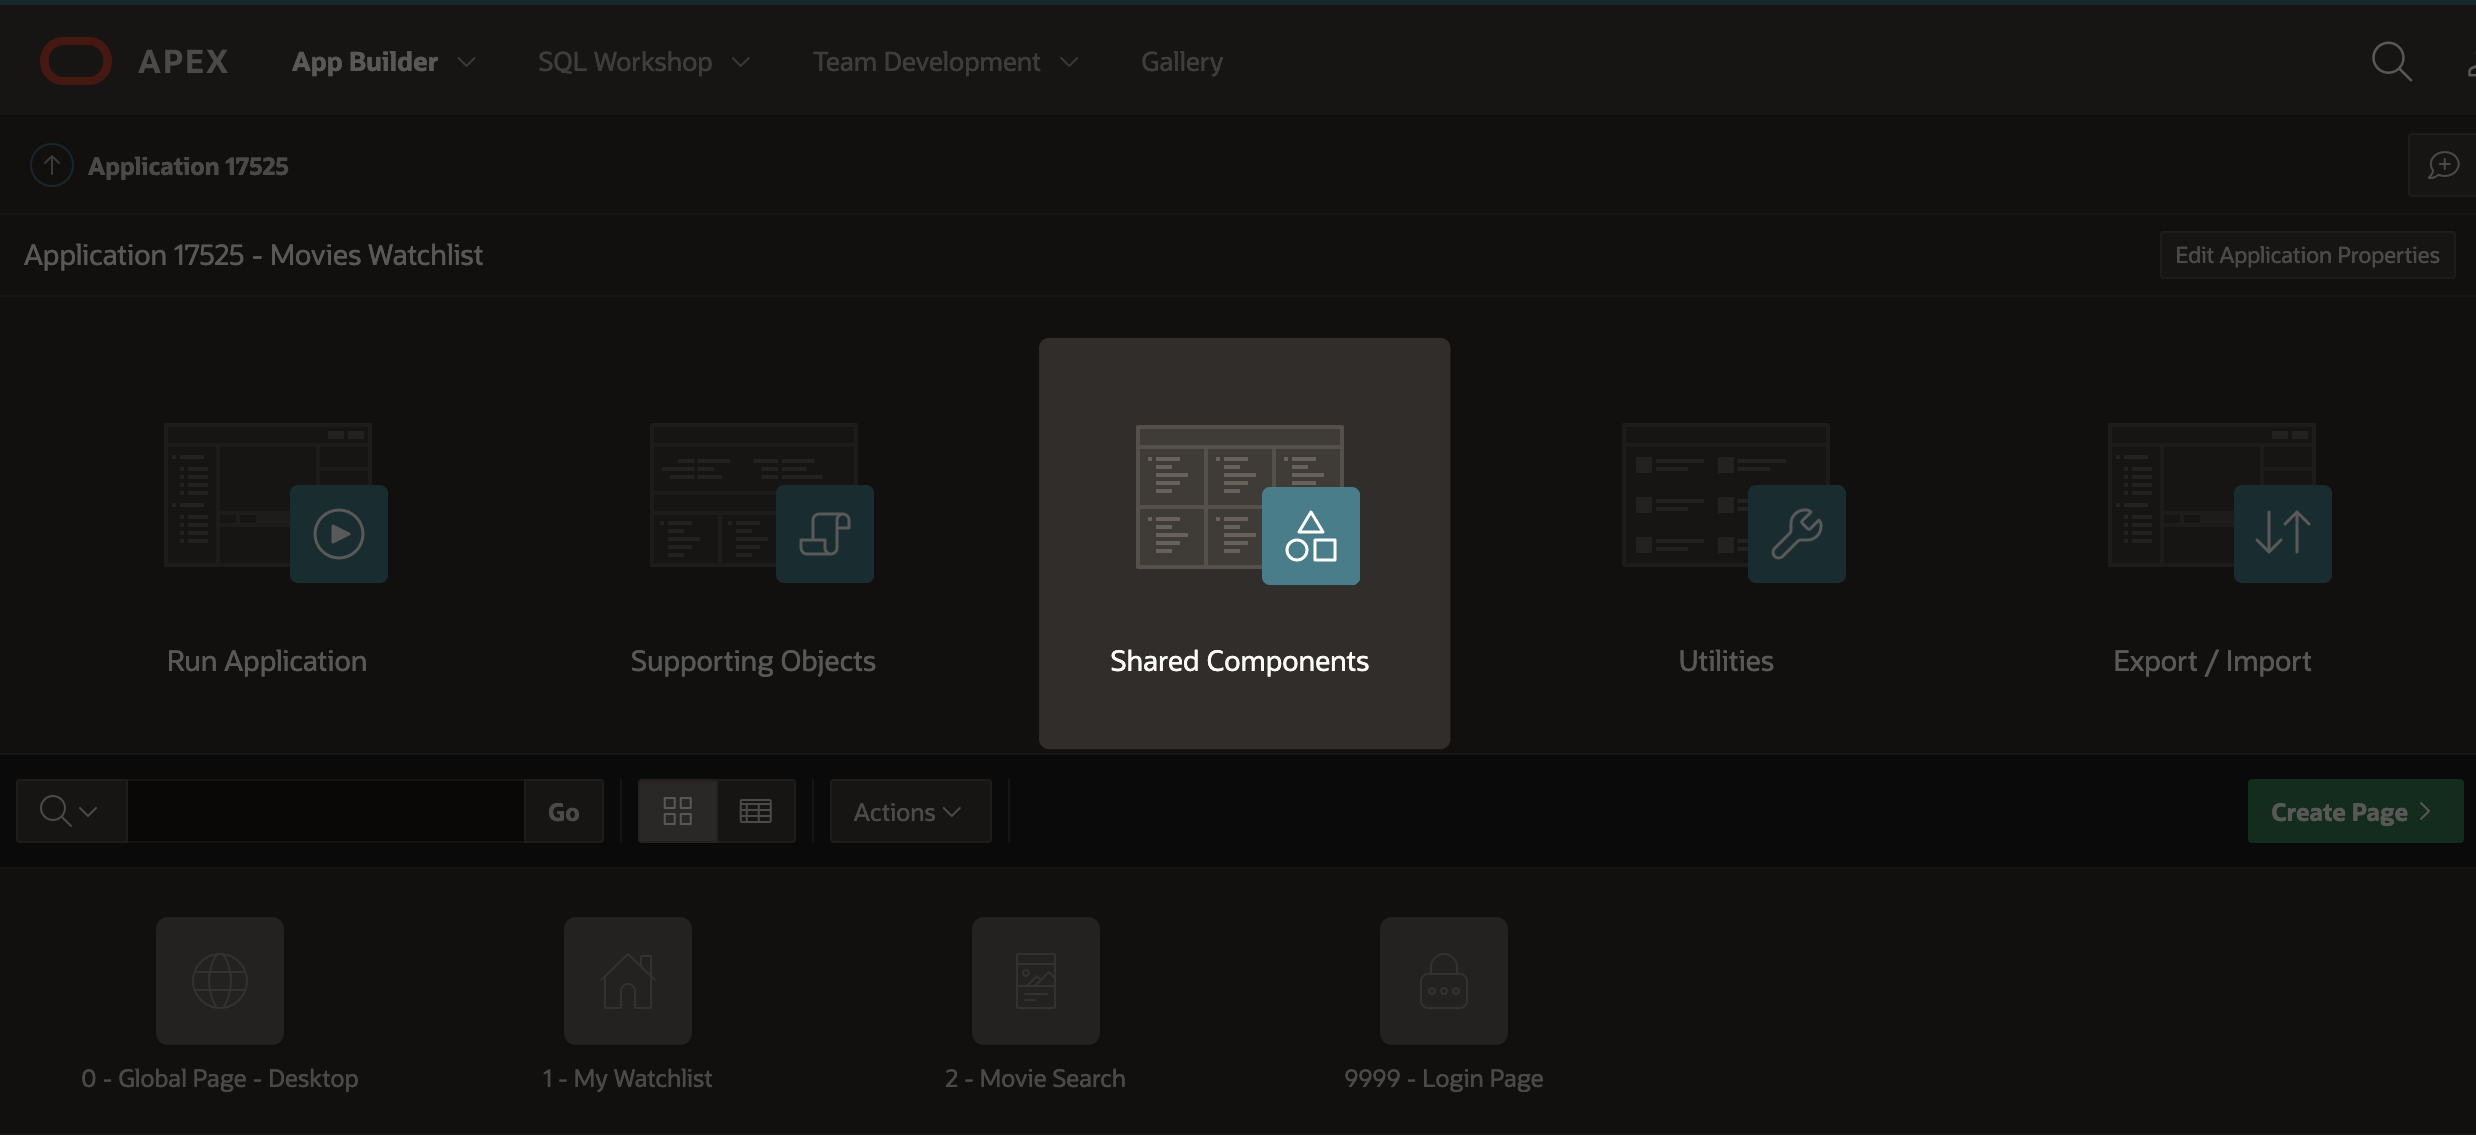 APEX App Builder SQL Workshop Team Development Gallery
Application 17525
Application 17525 - Movies Watchlist Edit Application Properties
Run Application Supporting Objects Shared Components Utilities Export / Import
Go Actions Create Page
0 - Global Page - Desktop 1 - My Watchlist 2 - Movie Search 9999 - Login Page